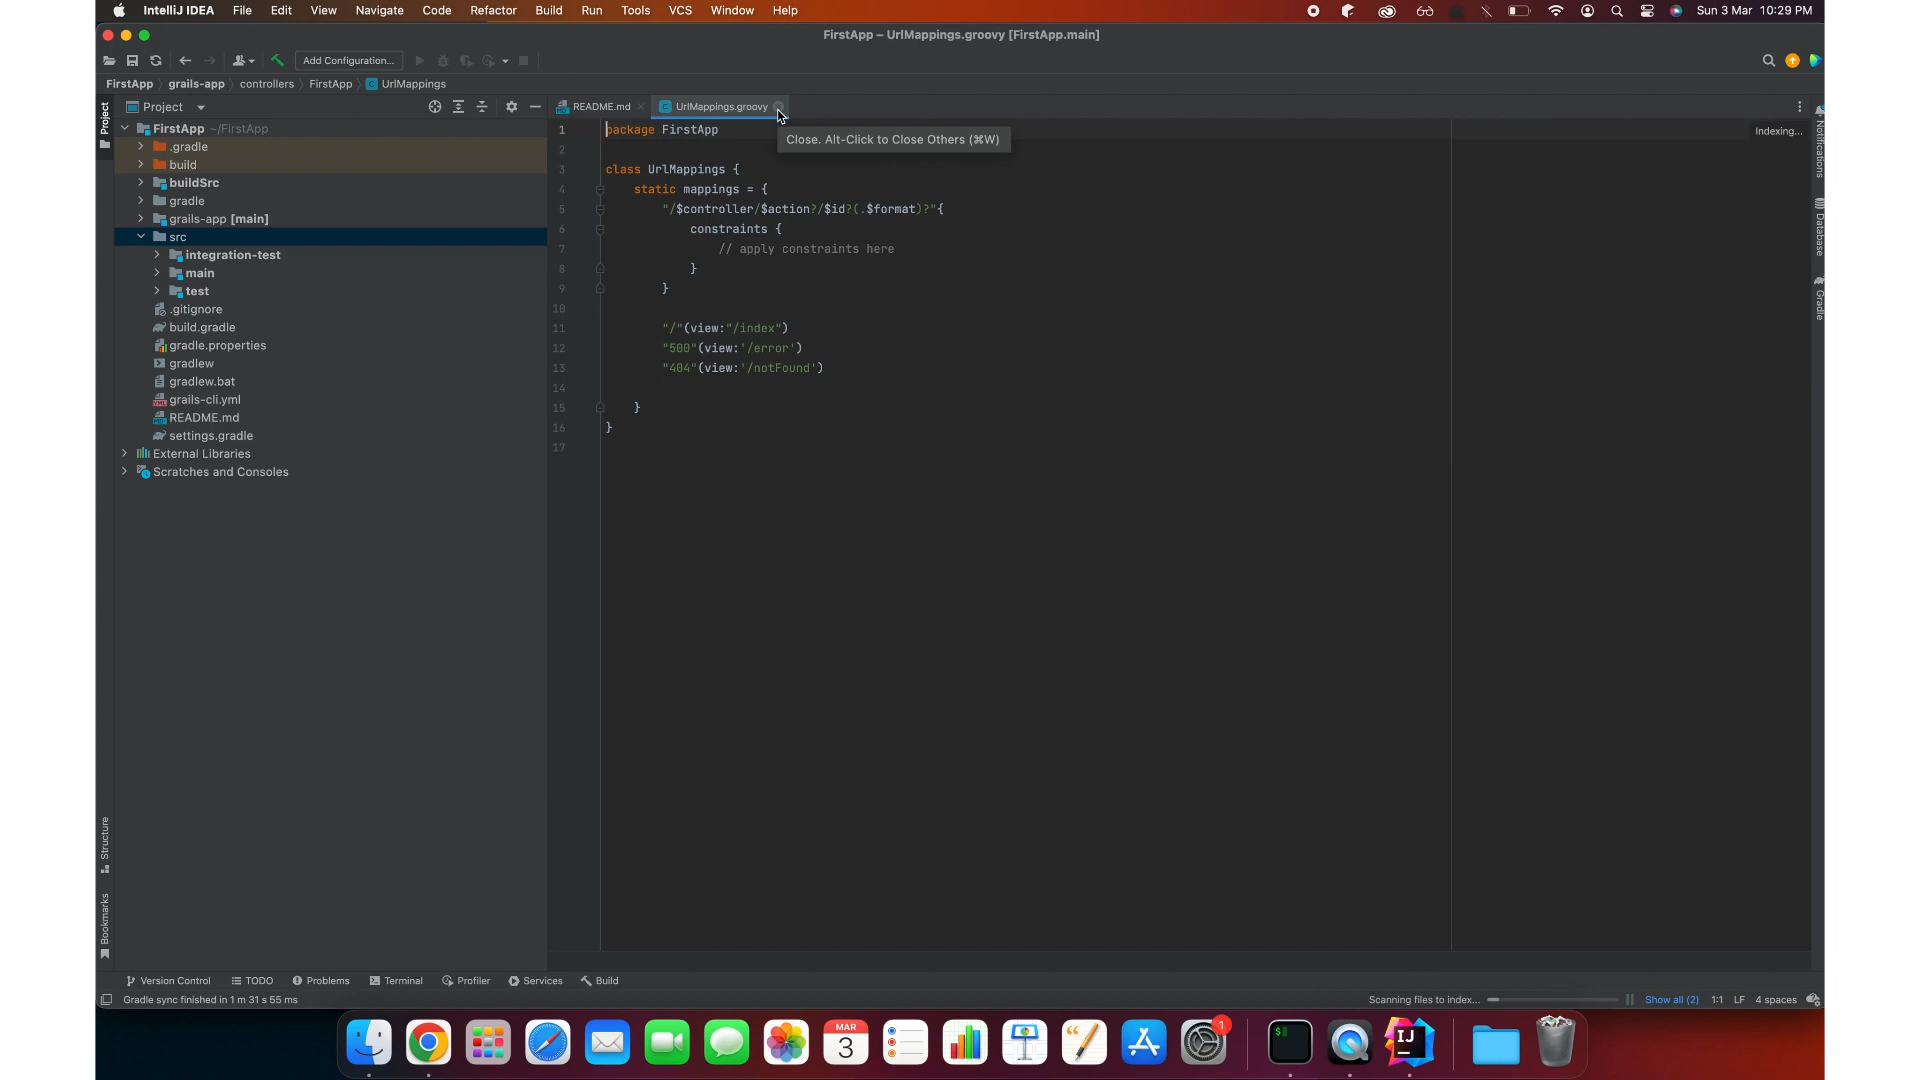 IntelliJ IDEA File Edit View Navigate Code Refactor Build Run Tools VCS Window Help Sun 3 Mar 10:29 PM
FirstApp – UrlMappings.groovy [FirstApp.main]
Add Configuration...
FirstApp grails-app controllers FirstApp UrlMappings
Project
Project
README.md
UrlMappings.groovy
Close. Alt-Click to Close Others (⌘W)
Indexing...
FirstApp ~/FirstApp
.gradle
build
buildSrc
gradle
grails-app [main]
src
integration-test
main
test
.gitignore
build.gradle
gradle.properties
gradlew
gradlew.bat
grails-cli.yml
README.md
settings.gradle
External Libraries
Scratches and Consoles
1 package FirstApp
2
3 class UrlMappings {
4 static mappings = {
5 "/$controller/$action?/$id?(.$format)?"{
6 constraints {
7 // apply constraints here
8 }
9 }
10
11 "/"(view:"/index")
12 "500"(view:'/error')
13 "404"(view:'/notFound')
14
15 }
16 }
17
Notifications
Database
Gradle
Structure
Bookmarks
Version Control TODO Problems Terminal Profiler Services Build
Gradle sync finished in 1 m 31 s 55 ms
Scanning files to index... Show all (2) 1:1 LF 4 spaces
MAR
3
1
$
IJ